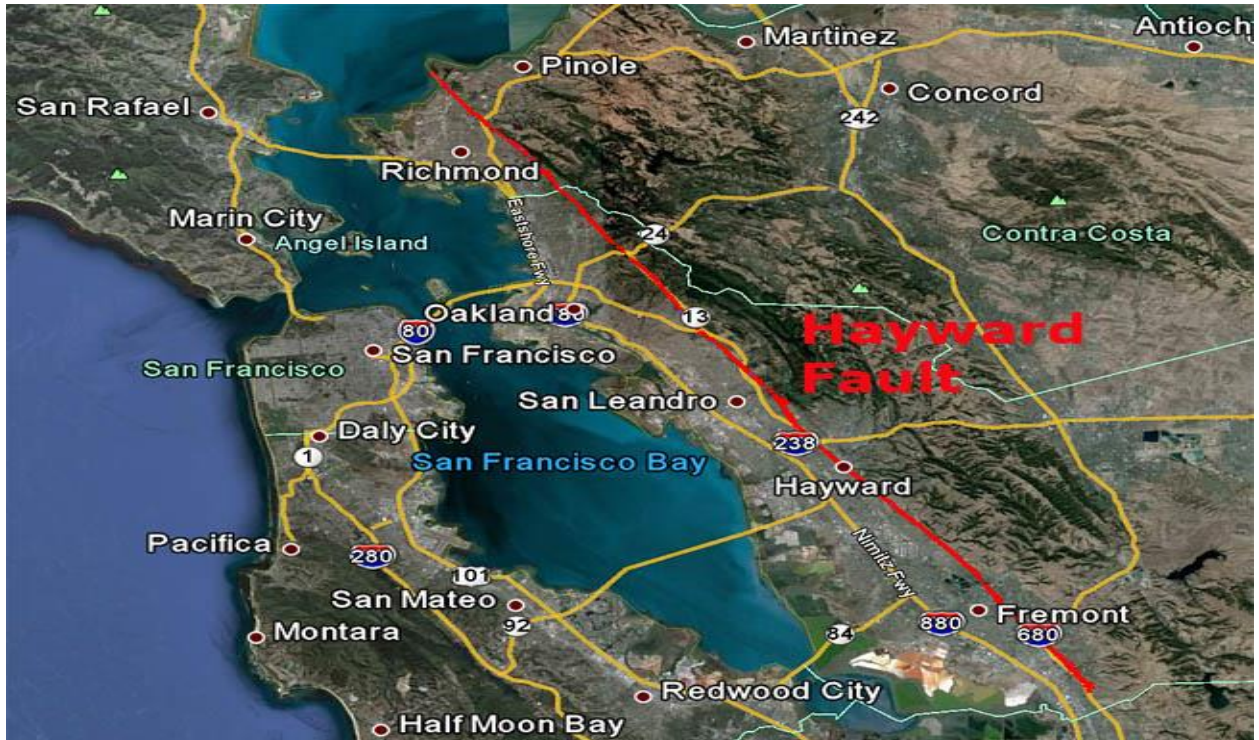 Antioch
Martinez
Pinole
Concord
San Rafael
242
Richmond
Marin City
Angel Island
Eastshore Fwy
24
Contra Costa
Oakland
80
13
80
Hayward
Fault
San Francisco
San Francisco
San Leandro
Daly City
238
1
San Francisco Bay
Hayward
Pacifica
280
Nimitz Fwy
101
San Mateo
Fremont
92
880
680
84
Montara
Redwood City
Half Moon Bay